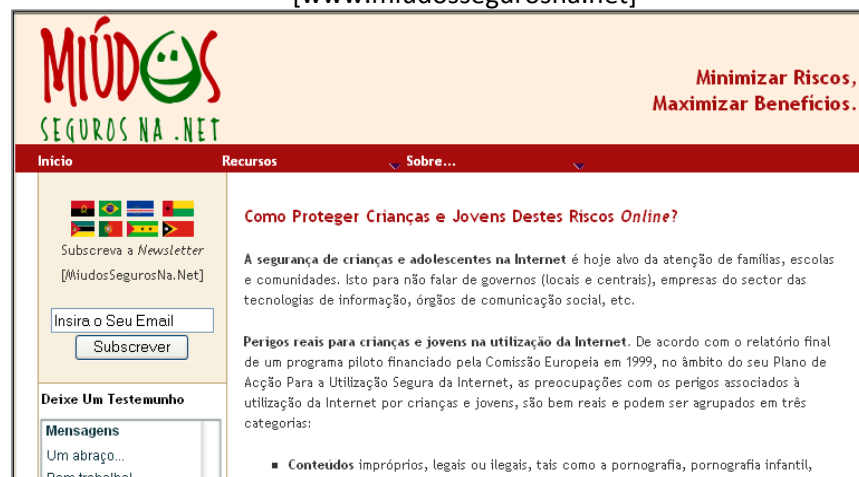 [www.miudossegurosna.net]
MIÚDOS
SEGUROS NA .NET
Minimizar Riscos,
Maximizar Benefícios.
Início Recursos Sobre...
Subscreva a Newsletter
[MiudosSegurosNa.Net]
Insira o Seu Email
Subscrever
Deixe Um Testemunho
Mensagens
Um abraço...
Bom trabalho!
Como Proteger Crianças e Jovens Destes Riscos Online?
A segurança de crianças e adolescentes na Internet é hoje alvo da atenção de famílias, escolas
e comunidades. Isto para não falar de governos (locais e centrais), empresas do sector das
tecnologias de informação, órgãos de comunicação social, etc.
Perigos reais para crianças e jovens na utilização da Internet. De acordo com o relatório final
de um programa piloto financiado pela Comissão Europeia em 1999, no âmbito do seu Plano de
Acção Para a Utilização Segura da Internet, as preocupações com os perigos associados à
utilização da Internet por crianças e jovens, são bem reais e podem ser agrupados em três
categorias:
Conteúdos impróprios, legais ou ilegais, tais como a pornografia, pornografia infantil,